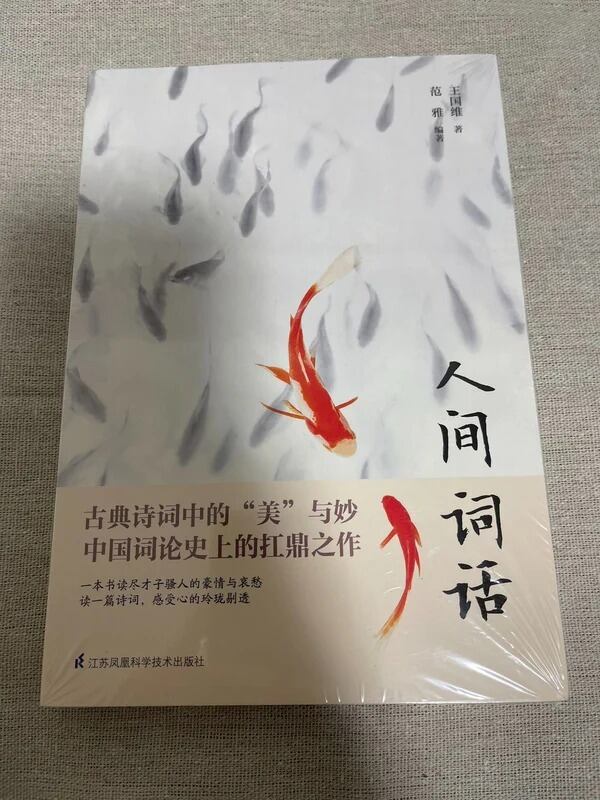 王国维 著
范雅 编著
人间词话
古典诗词中的“美”与妙
中国词论史上的扛鼎之作
一本书读尽才子骚人的豪情与哀愁
读一篇诗词，感受心的玲珑剔透
江苏凤凰科学技术出版社